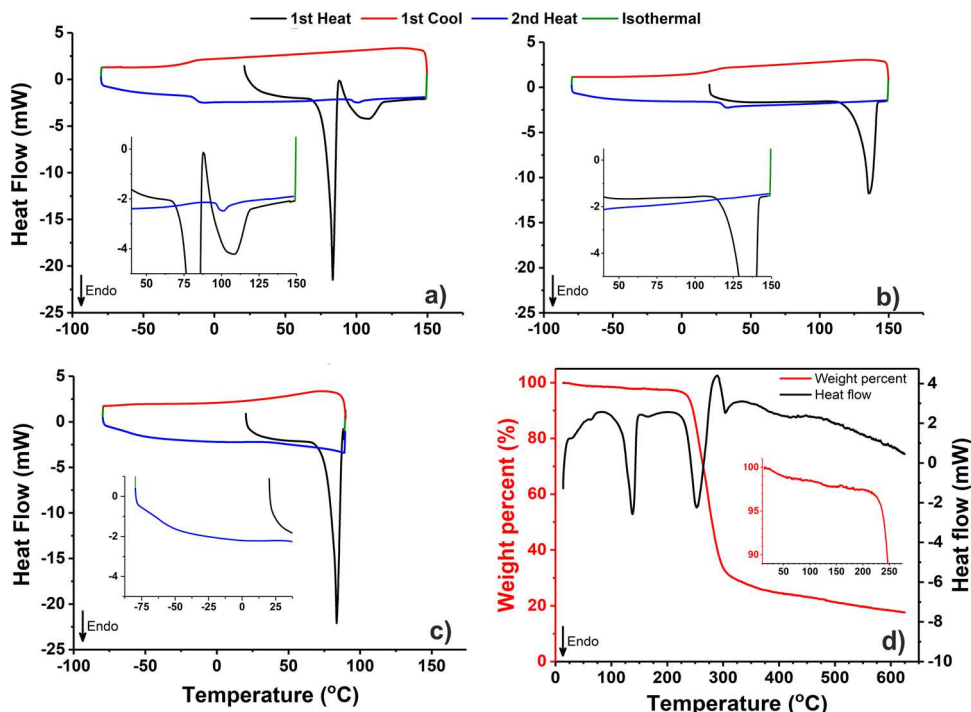 1st Heat 1st Cool 2nd Heat Isothermal
Heat Flow (mW)
5
0
-5
-10
-15
-20
-25
-100 -50 0 50 100 150
0
-2
-4
50 75 100 125 150
Endo
a)
5
0
-5
-10
-15
-20
-25
-100 -50 0 50 100 150
0
-2
-4
50 75 100 125 150
Endo
b)
Heat Flow (mW)
5
0
-5
-10
-15
-20
-25
-100 -50 0 50 100 150
0
-2
-4
-75 -50 -25 0 25
Endo
c)
Temperature (°C)
Weight percent (%)
100
80
60
40
20
0
Weight percent
Heat flow
4
2
0
-2
-4
-6
-8
-10
Heat flow (mW)
100
95
90
50 100 150 200 250
Endo
d)
0 100 200 300 400 500 600
Temperature (°C)